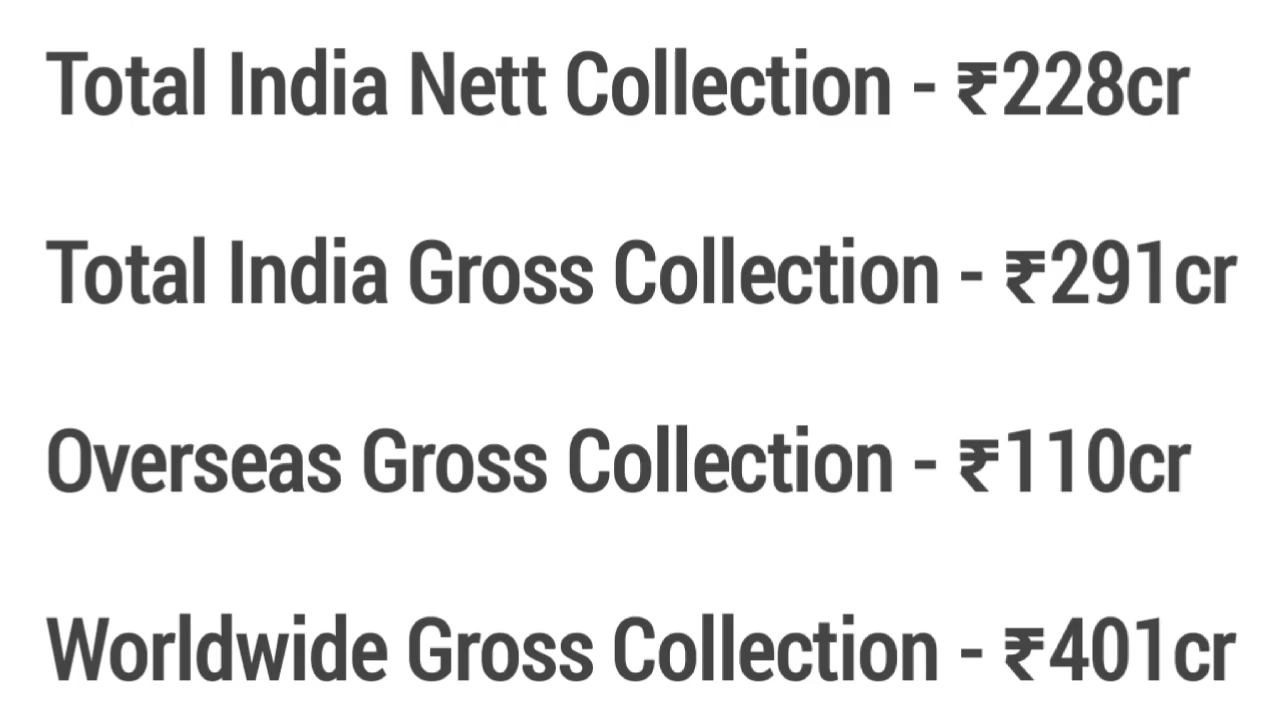 Total India Nett Collection - ₹228cr
Total India Gross Collection - ₹291cr
Overseas Gross Collection - ₹110cr
Worldwide Gross Collection - ₹401cr